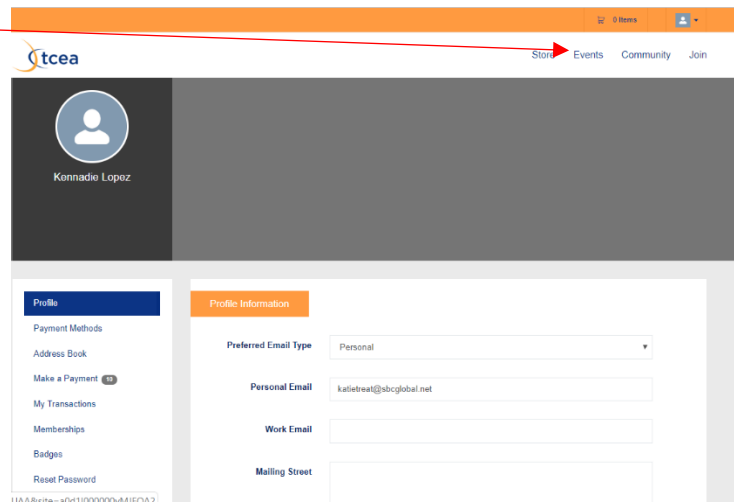 0 Items
tcea
Store Events Community Join
Kennadie Lopez
Profile
Profile Information
Payment Methods
Preferred Email Type Personal
Address Book
Make a Payment 10
Personal Email katietreat@sbcglobal.net
My Transactions
Memberships
Work Email
Badges
Mailing Street
Reset Password